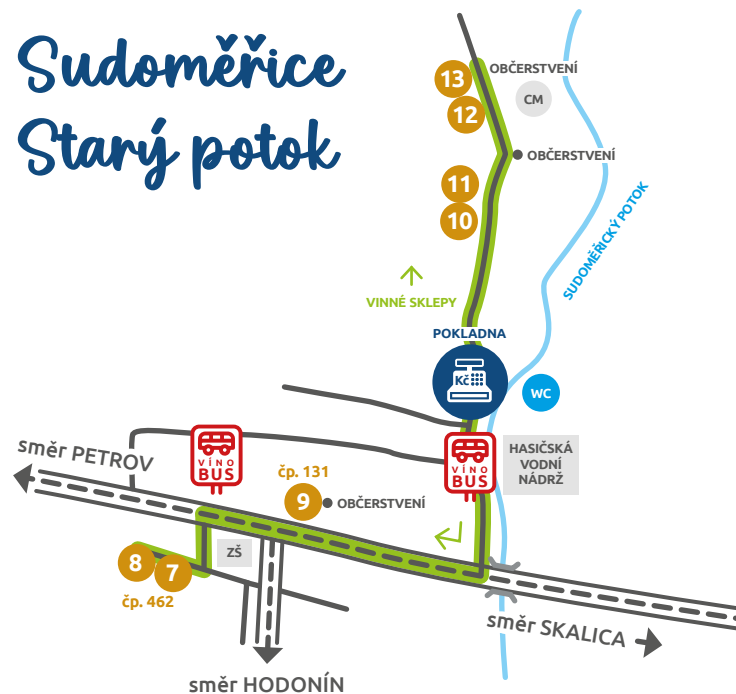 Sudoměřice
Starý potok
OBČERSTVENÍ
13
CM
12
OBČERSTVENÍ
11
10
SUDOMĚŘICKÝ POTOK
VINNÉ SKLEPY
POKLADNA
Kč
WC
směr PETROV
VÍNO
BUS
VÍNO
BUS
HASIČSKÁ
VODNÍ
NÁDRŽ
čp. 131
9
OBČERSTVENÍ
ZŠ
8
7
čp. 462
směr SKALICA
směr HODONÍN